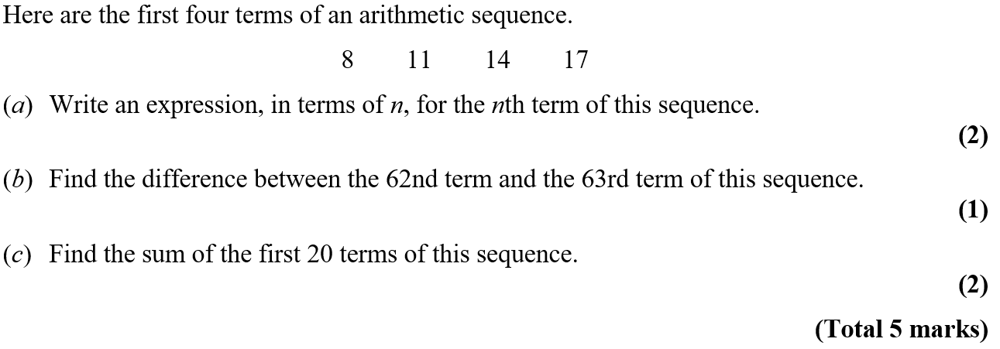 Here are the first four terms of an arithmetic sequence.
8 11 14 17
(a) Write an expression, in terms of n, for the nth term of this sequence.
(2)
(b) Find the difference between the 62nd term and the 63rd term of this sequence.
(1)
(c) Find the sum of the first 20 terms of this sequence.
(2)
(Total 5 marks)